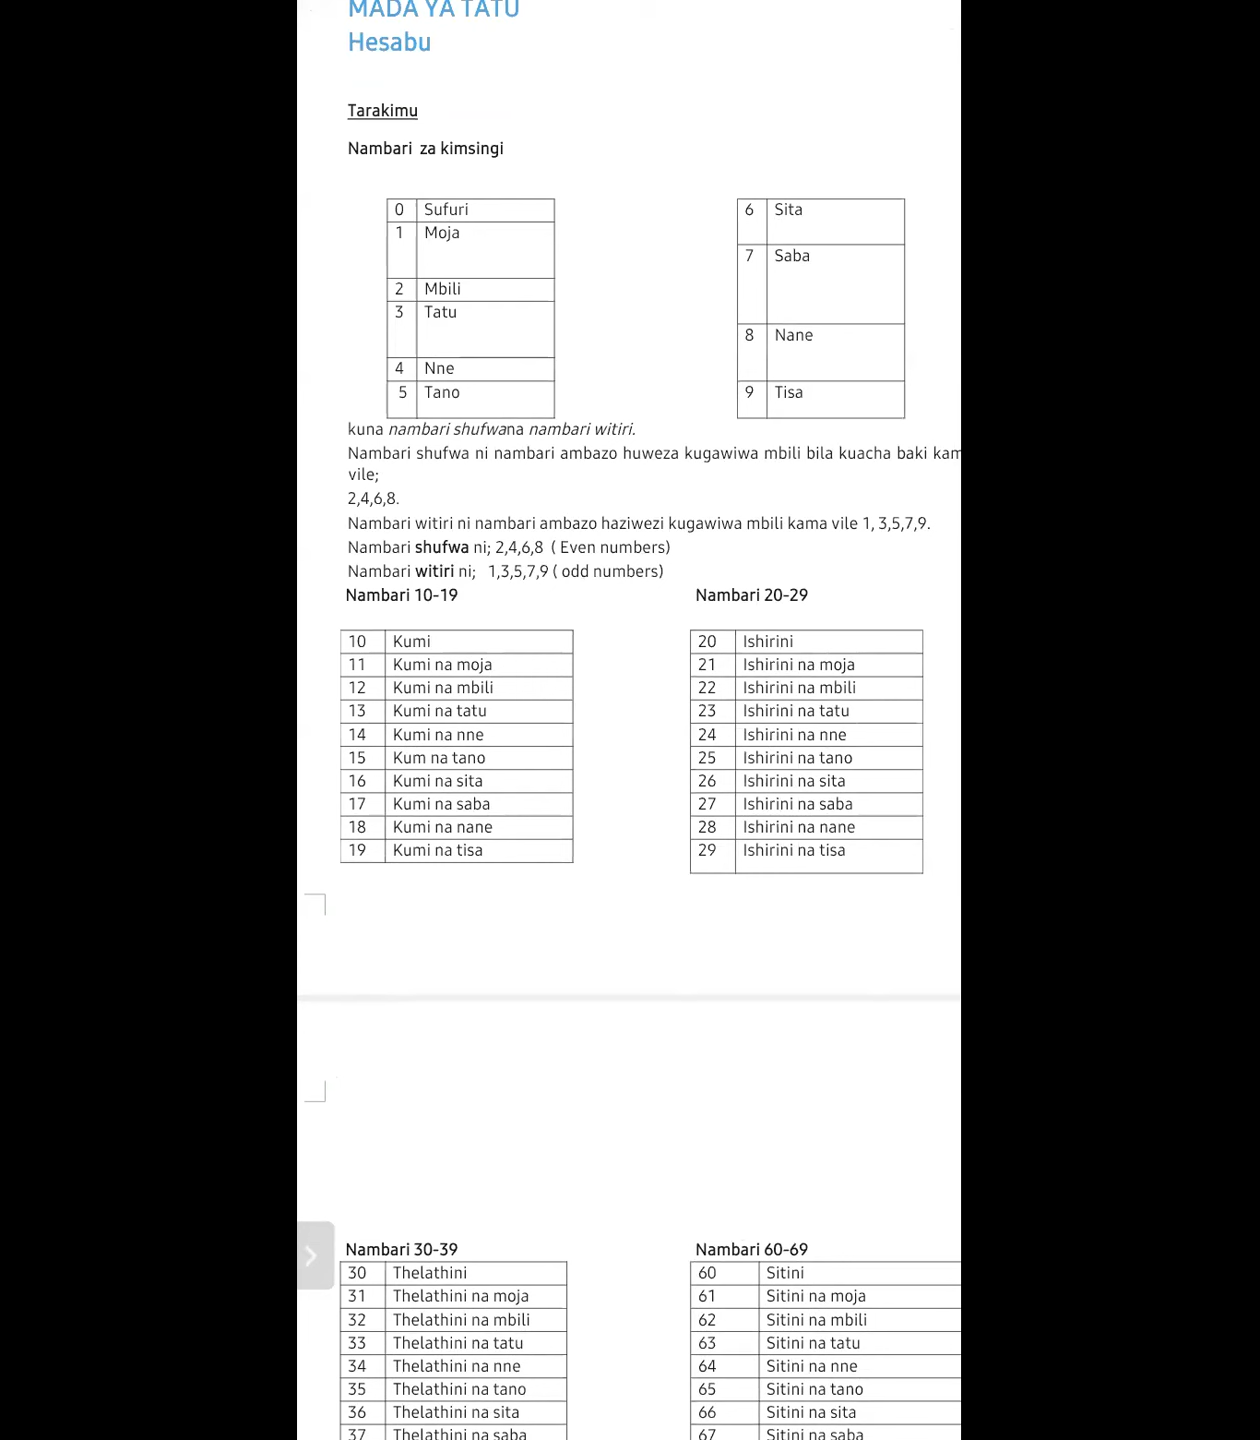 MADA YA TATU
Hesabu
Tarakimu
Nambari za kimsingi
0 Sufuri
1 Moja
2 Mbili
3 Tatu
4 Nne
5 Tano
6 Sita
7 Saba
8 Nane
9 Tisa
kuna nambari shufwana nambari witiri.
Nambari shufwa ni nambari ambazo huweza kugawiwa mbili bila kuacha baki kam
vile;
2,4,6,8.
Nambari witiri ni nambari ambazo haziwezi kugawiwa mbili kama vile 1, 3,5,7,9.
Nambari shufwa ni; 2,4,6,8 ( Even numbers)
Nambari witiri ni; 1,3,5,7,9 ( odd numbers)
Nambari 10-19
10 Kumi
11 Kumi na moja
12 Kumi na mbili
13 Kumi na tatu
14 Kumi na nne
15 Kum na tano
16 Kumi na sita
17 Kumi na saba
18 Kumi na nane
19 Kumi na tisa
Nambari 20-29
20 Ishirini
21 Ishirini na moja
22 Ishirini na mbili
23 Ishirini na tatu
24 Ishirini na nne
25 Ishirini na tano
26 Ishirini na sita
27 Ishirini na saba
28 Ishirini na nane
29 Ishirini na tisa
Nambari 30-39
30 Thelathini
31 Thelathini na moja
32 Thelathini na mbili
33 Thelathini na tatu
34 Thelathini na nne
35 Thelathini na tano
36 Thelathini na sita
37 Thelathini na saba
Nambari 60-69
60 Sitini
61 Sitini na moja
62 Sitini na mbili
63 Sitini na tatu
64 Sitini na nne
65 Sitini na tano
66 Sitini na sita
67 Sitini na saba